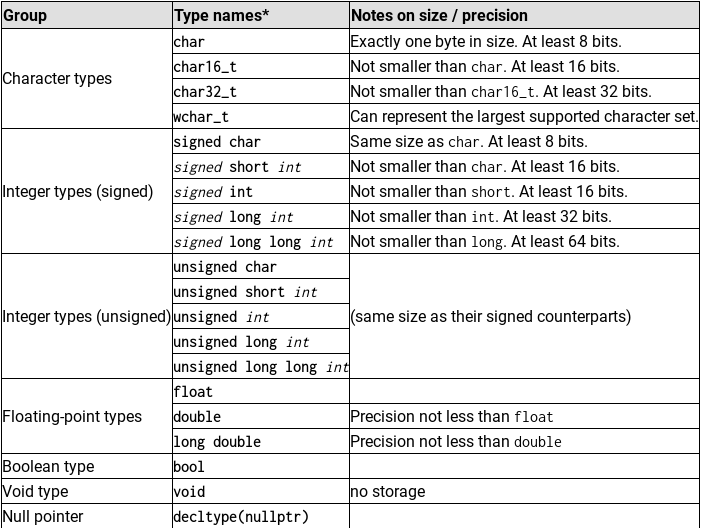 Group Type names* Notes on size / precision
Character types
char Exactly one byte in size. At least 8 bits.
char16_t Not smaller than char. At least 16 bits.
char32_t Not smaller than char16_t. At least 32 bits.
wchar_t Can represent the largest supported character set.
Integer types (signed)
signed char Same size as char. At least 8 bits.
signed short int Not smaller than char. At least 16 bits.
signed int Not smaller than short. At least 16 bits.
signed long int Not smaller than int. At least 32 bits.
signed long long int Not smaller than long. At least 64 bits.
Integer types (unsigned)
unsigned char
unsigned short int
unsigned int
unsigned long int
unsigned long long int
(same size as their signed counterparts)
Floating-point types
float
double Precision not less than float
long double Precision not less than double
Boolean type bool
Void type void no storage
Null pointer decltype(nullptr)